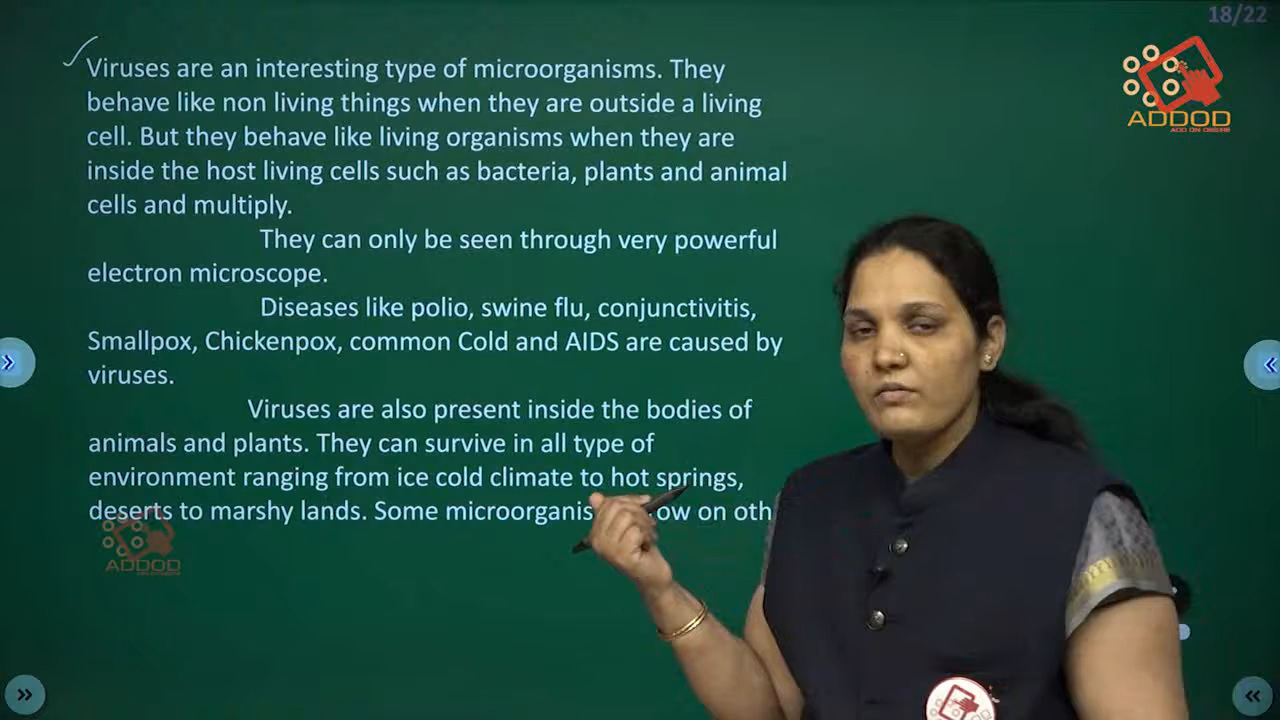 18/22
ADDOD
ADD ON DESIRE
Viruses are an interesting type of microorganisms. They
behave like non living things when they are outside a living
cell. But they behave like living organisms when they are
inside the host living cells such as bacteria, plants and animal
cells and multiply.
They can only be seen through very powerful
electron microscope.
Diseases like polio, swine flu, conjunctivitis,
Smallpox, Chickenpox, common Cold and AIDS are caused by
viruses.
Viruses are also present inside the bodies of
animals and plants. They can survive in all type of
environment ranging from ice cold climate to hot springs,
deserts to marshy lands. Some on
ADDOD